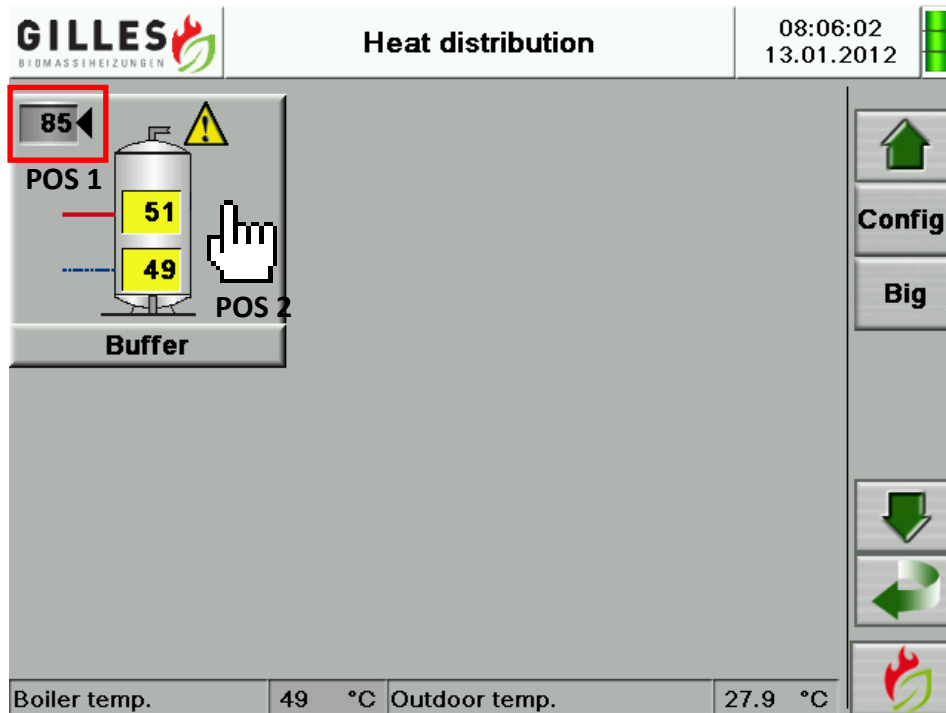 GILLES
BIOMASSEHEIZUNGEN
Heat distribution
08:06:02
13.01.2012
85
POS 1
51
49
POS 2
Buffer
Config
Big
Boiler temp. 49 °C Outdoor temp. 27.9 °C